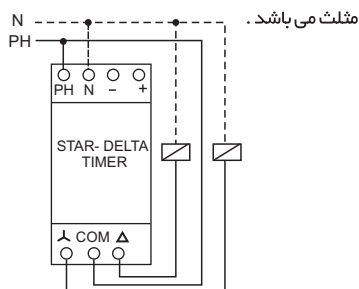 مثلث می باشد .
N
PH
PH N – +
STAR- DELTA
TIMER
⅄ COM Δ